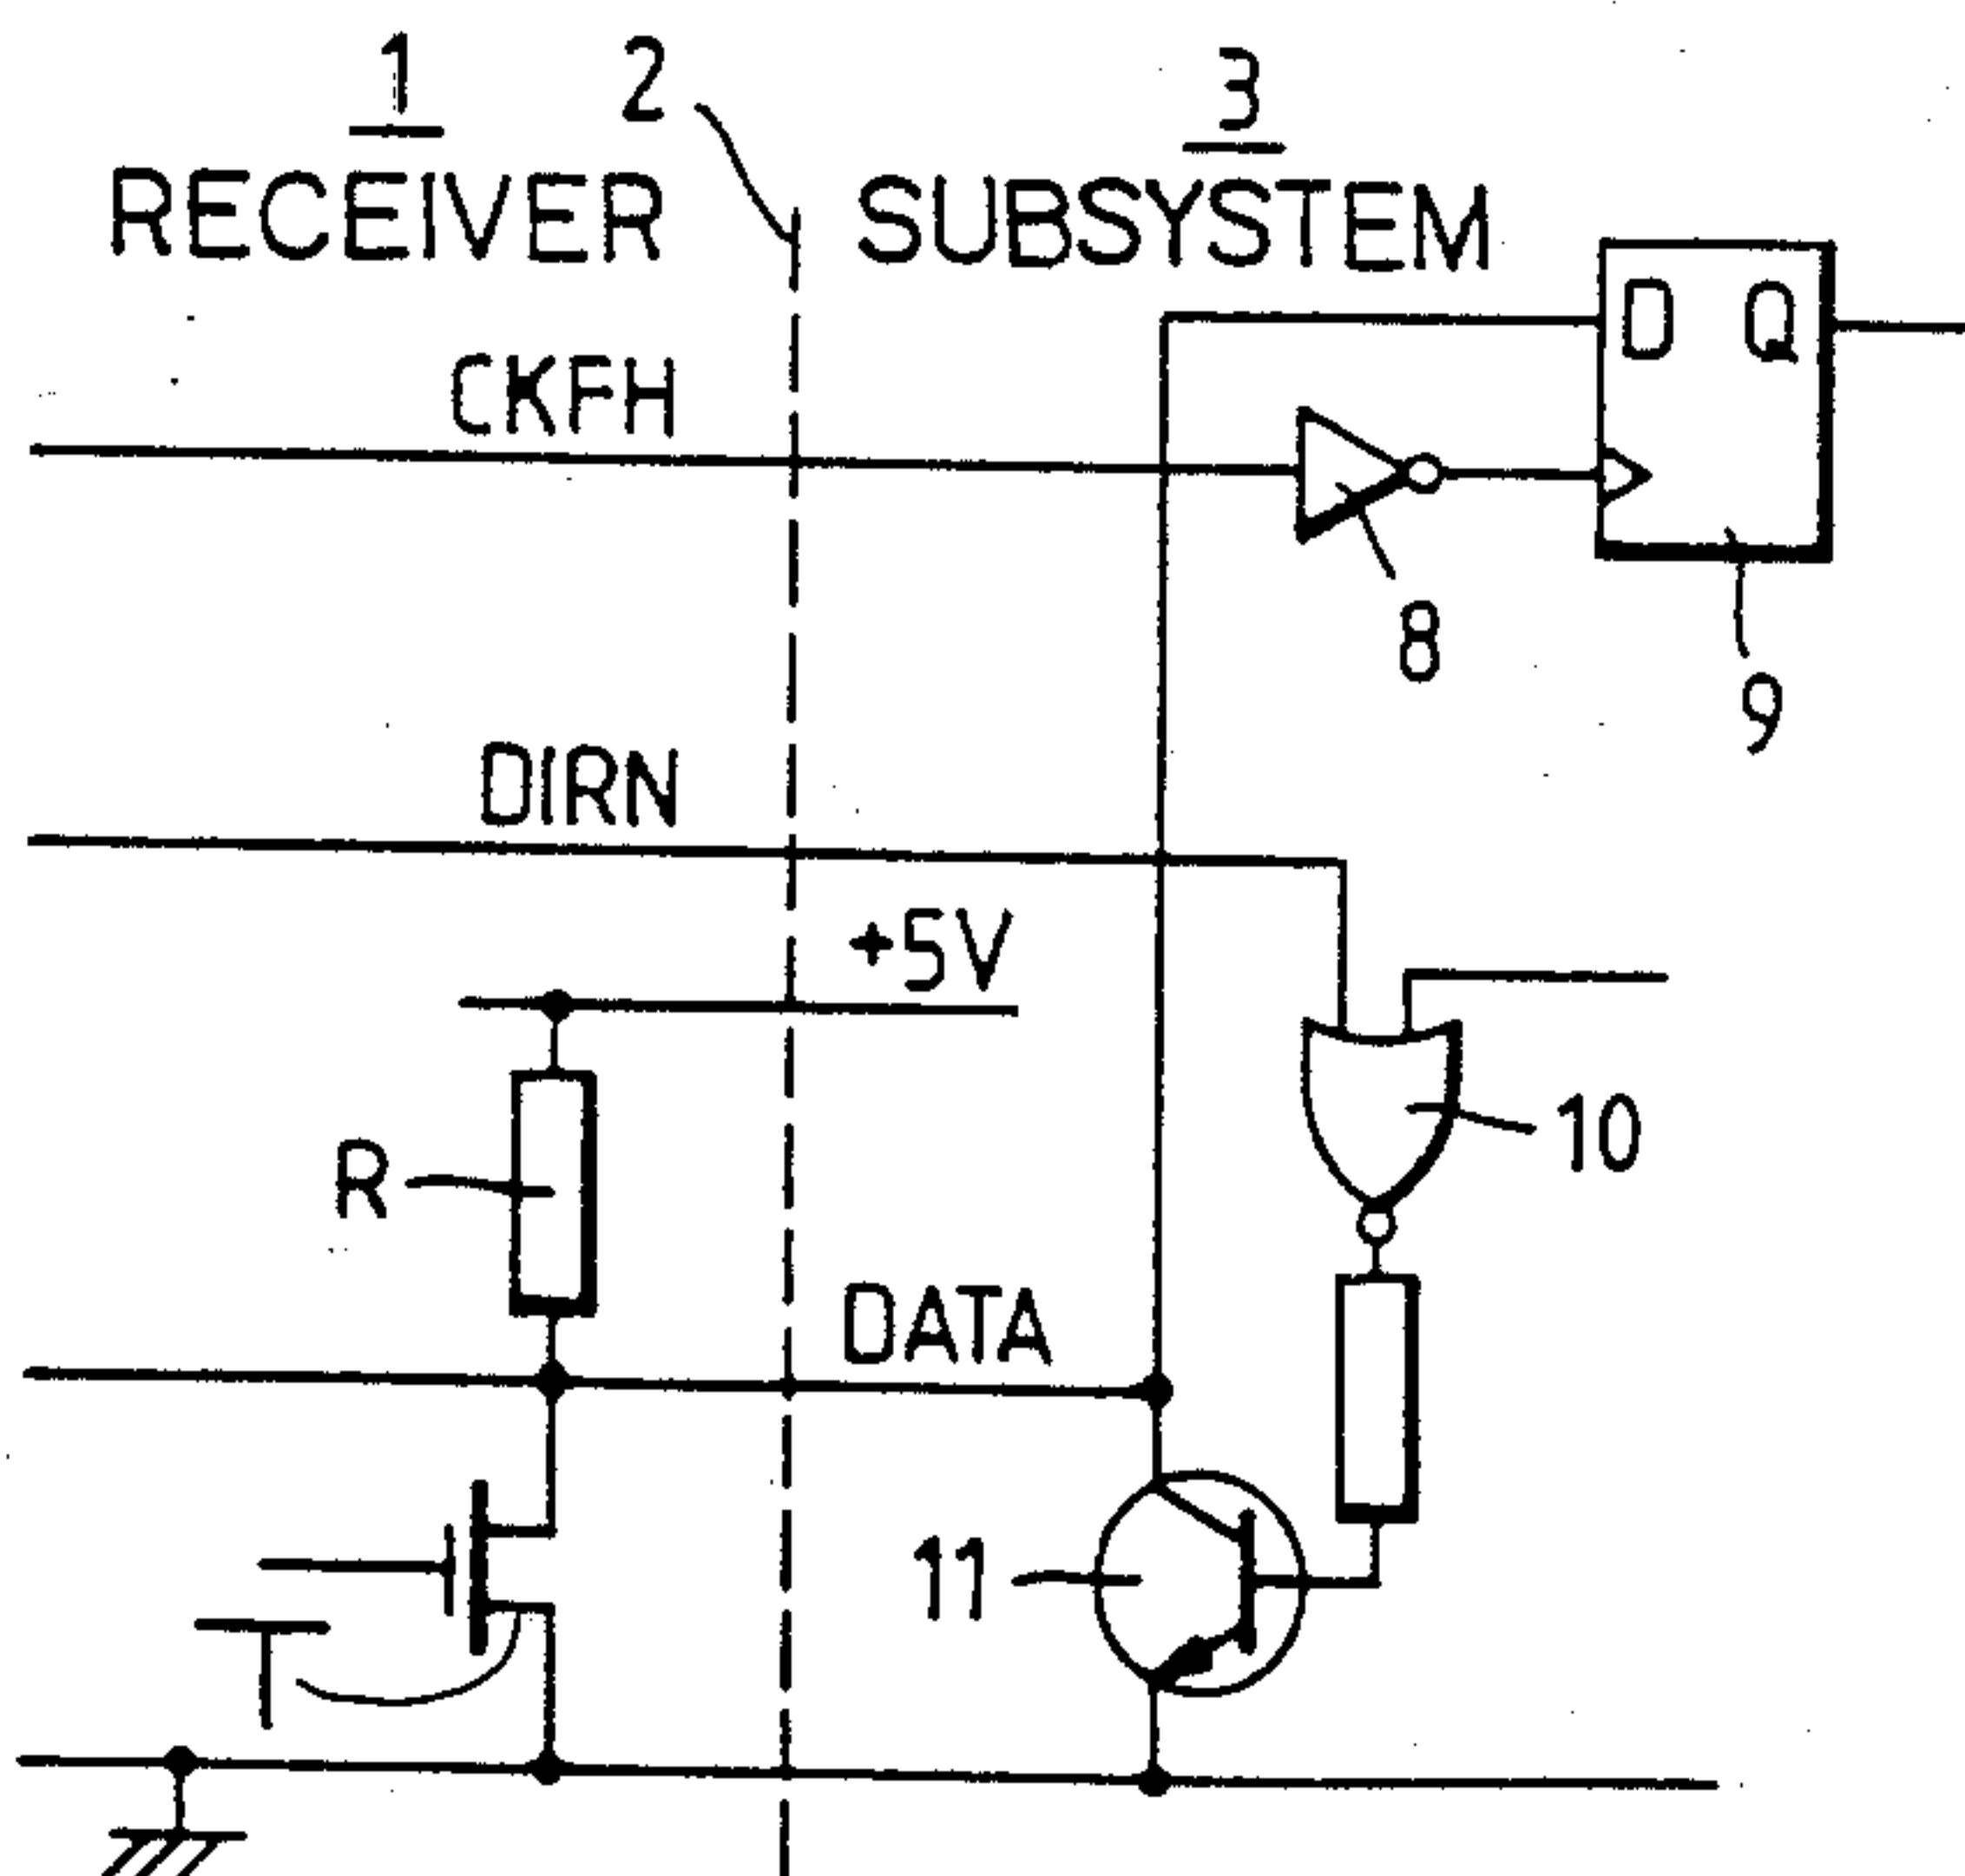 1
2
3
RECEIVER
SUBSYSTEM
D Q
CKFH
8
9
DIRN
+5V
10
R
DATA
11
T